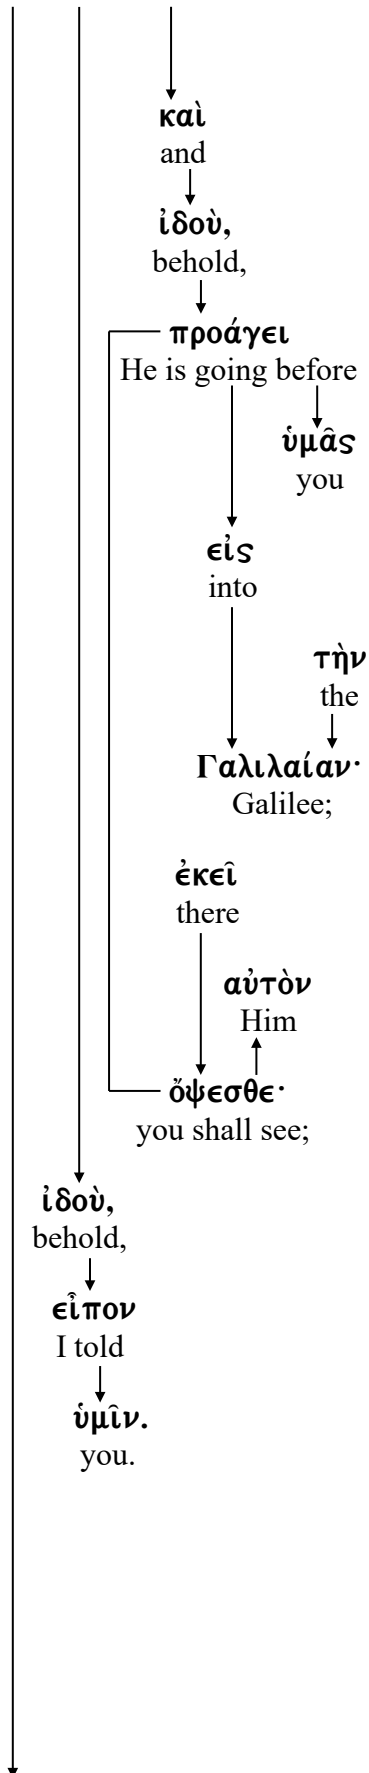 καὶ
and
ἰδοὺ,
behold,
προάγει
He is going before
ὑμᾶς
you
εἰς
into
τὴν
the
Γαλιλαίαν·
Galilee;
ἐκεῖ
there
αὐτὸν
Him
ὄψεσθε·
you shall see;
ἰδοὺ,
behold,
εἶπον
I told
ὑμῖν.
you.